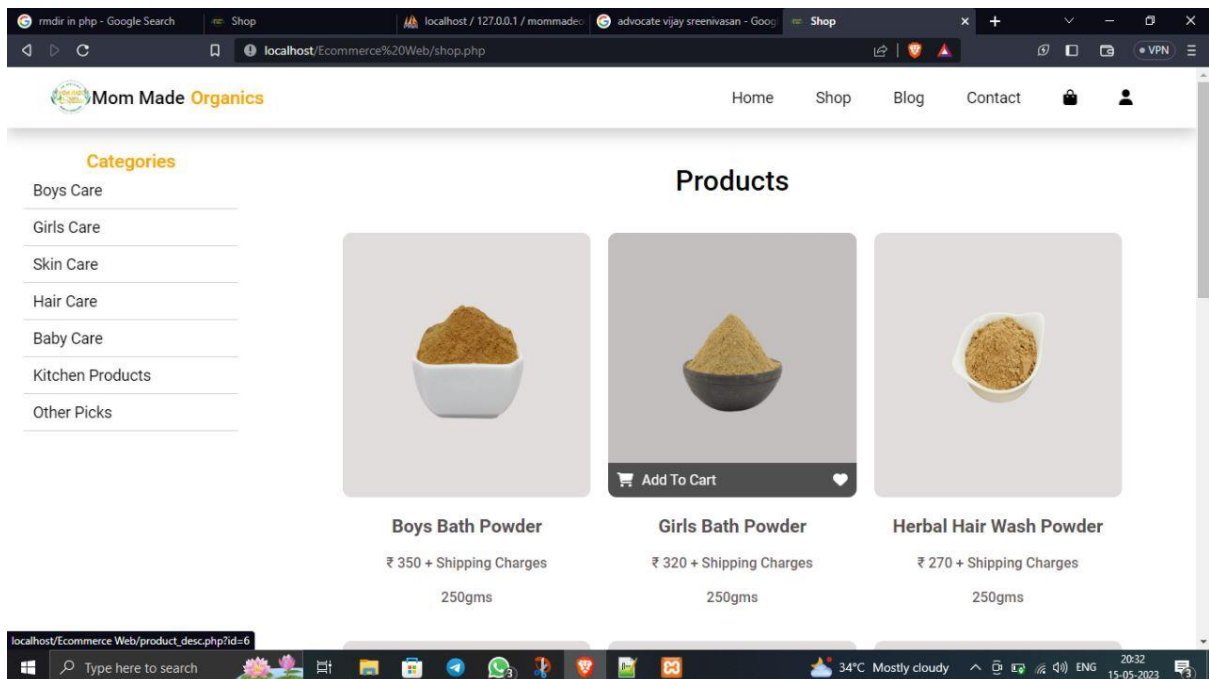 rmdir in php - Google Search
Shop
localhost / 127.0.0.1 / mommadeo
advocate vijay sreenivasan - Goog
Shop
localhost/Ecommerce%20Web/shop.php
VPN
Mom Made Organics
Home
Shop
Blog
Contact
Categories
Boys Care
Girls Care
Skin Care
Hair Care
Baby Care
Kitchen Products
Other Picks
Products
Add To Cart
Boys Bath Powder
Girls Bath Powder
Herbal Hair Wash Powder
₹ 350 + Shipping Charges
₹ 320 + Shipping Charges
₹ 270 + Shipping Charges
250gms
250gms
250gms
localhost/Ecommerce Web/product_desc.php?id=6
Type here to search
34°C Mostly cloudy
ENG
20:32
15-05-2023